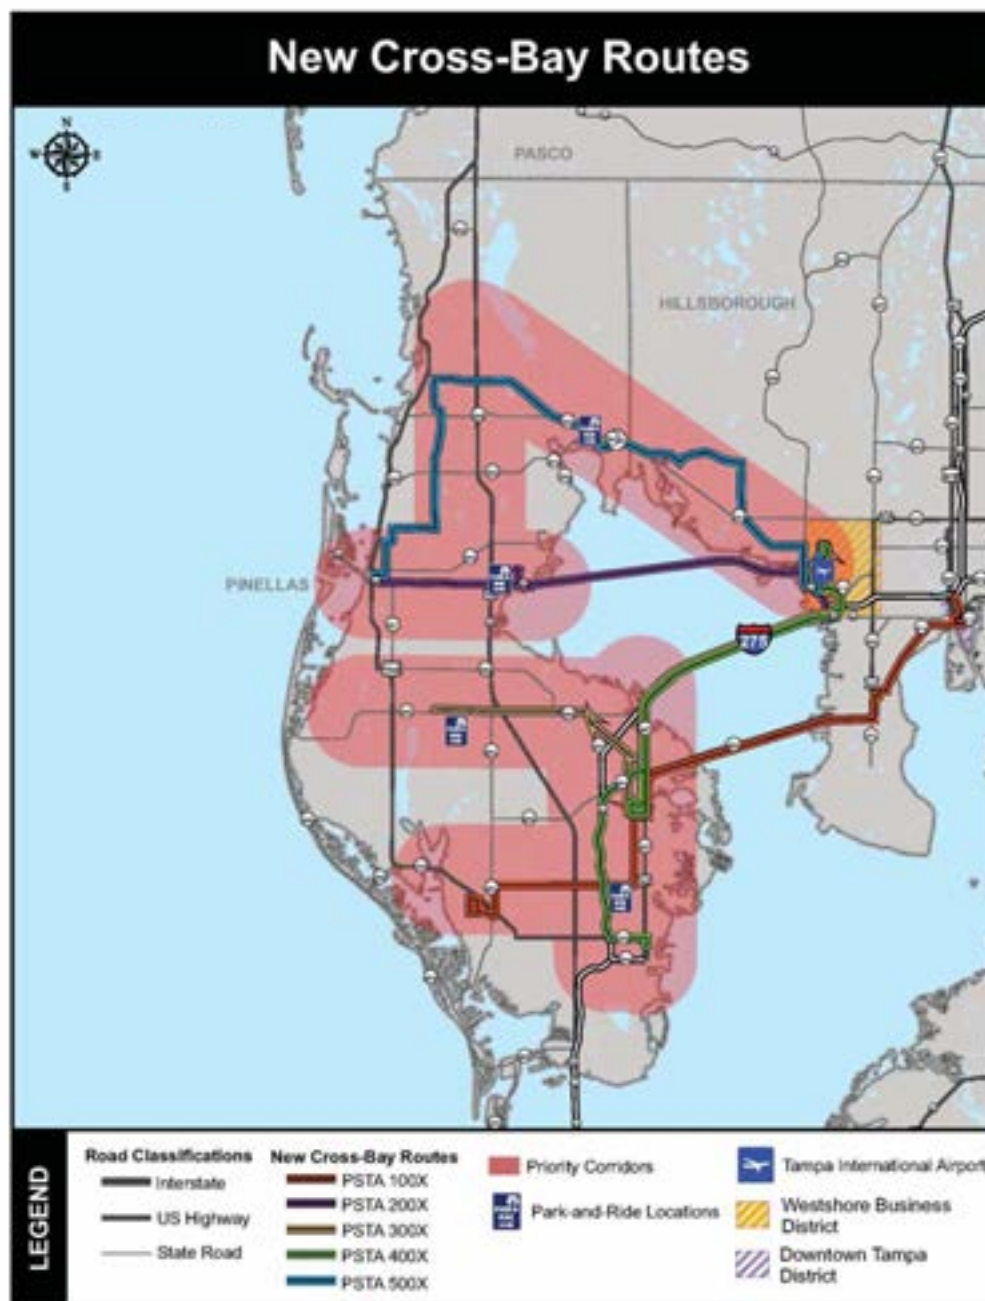 New Cross-Bay Routes
N
W
E
S
PASCO
HILLSBOROUGH
PINELLAS
275
LEGEND
Road Classifications
Interstate
US Highway
State Road
New Cross-Bay Routes
PSTA 100X
PSTA 200X
PSTA 300X
PSTA 400X
PSTA 500X
Priority Corridors
Park-and-Ride Locations
Tampa International Airport
Westshore Business
District
Downtown Tampa
District